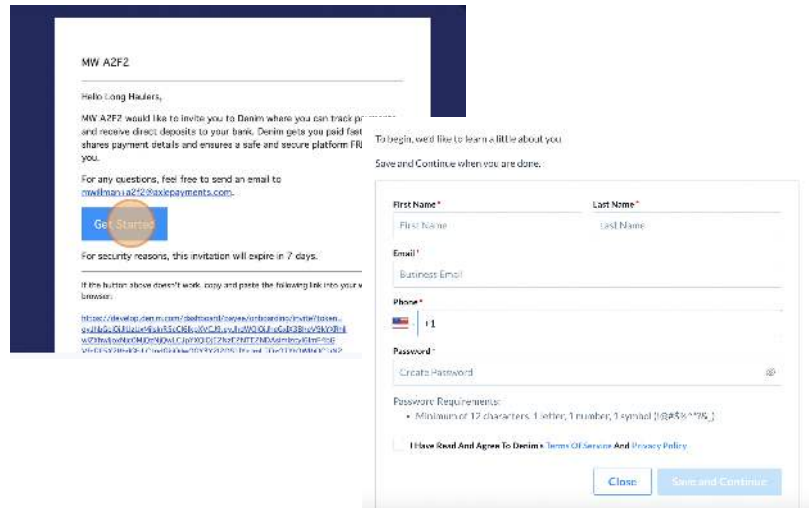 MW A2F2
Hello Long Haulers,
MW A2F2 would like to invite you to Denim where you can track payments
and receive direct deposits to your bank. Denim gets you paid fast
shares payment details and ensures a safe and secure platform
you.
For any questions, feel free to send an email to
mwillman+a2f2@axlepayments.com.
Get Started
For security reasons, this invitation will expire in 7 days.
If the button above doesn't work, copy and paste the following link into your
browser:
To begin, we'd like to learn a little about you
Save and Continue when you are done.
First Name*
Last Name*
First Name
Last Name
Email*
Business Email
Phone*
+1
Password*
Create Password
Password Requirements:
• Minimum of 12 characters, 1 letter, 1 number, 1 symbol
I Have Read And Agree To Denim's Terms Of Service And Privacy Policy
Close
Save and Continue